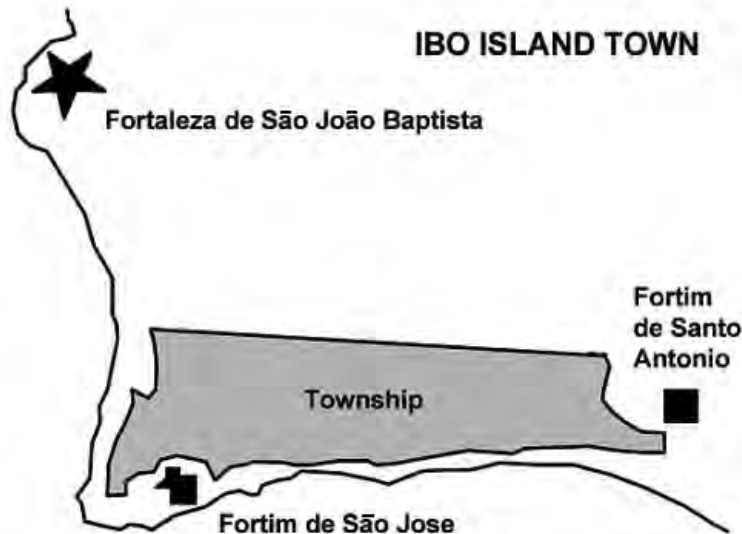 IBO ISLAND TOWN
Fortaleza de São João Baptista
Fortim
de Santo
Antonio
Township
Fortim de São Jose